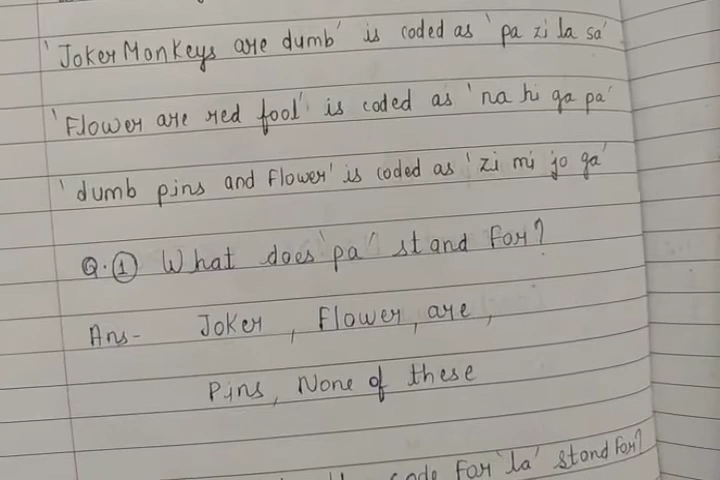 'Joker Monkeys are dumb' is coded as 'pa zi la sa'
'Flower are red fool' is coded as 'na hi ga pa'
'dumb pins and Flower' is coded as 'zi mi jo ga'
Q.① What does 'pa' stand for?
Ans- Joker, Flower, are,
Pins, None of these
code for 'la' stand for?